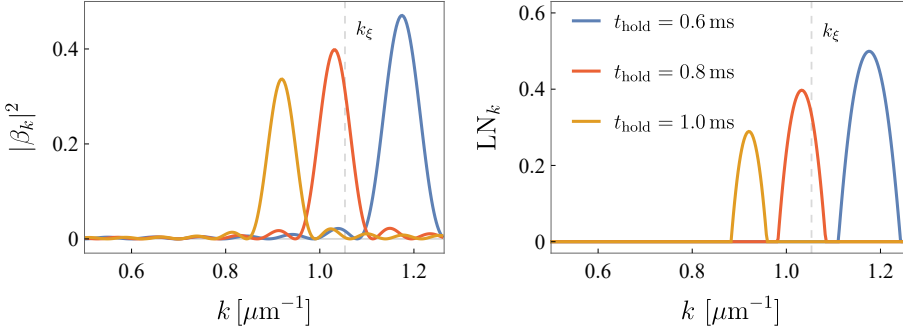 |β_k|²
0.4
0.2
0
0.6 0.8 1.0 1.2
k [μm⁻¹]
k_ξ
LN_k
0.6
0.4
0.2
0
0.6 0.8 1.0 1.2
k [μm⁻¹]
t_hold = 0.6 ms
t_hold = 0.8 ms
t_hold = 1.0 ms
k_ξ